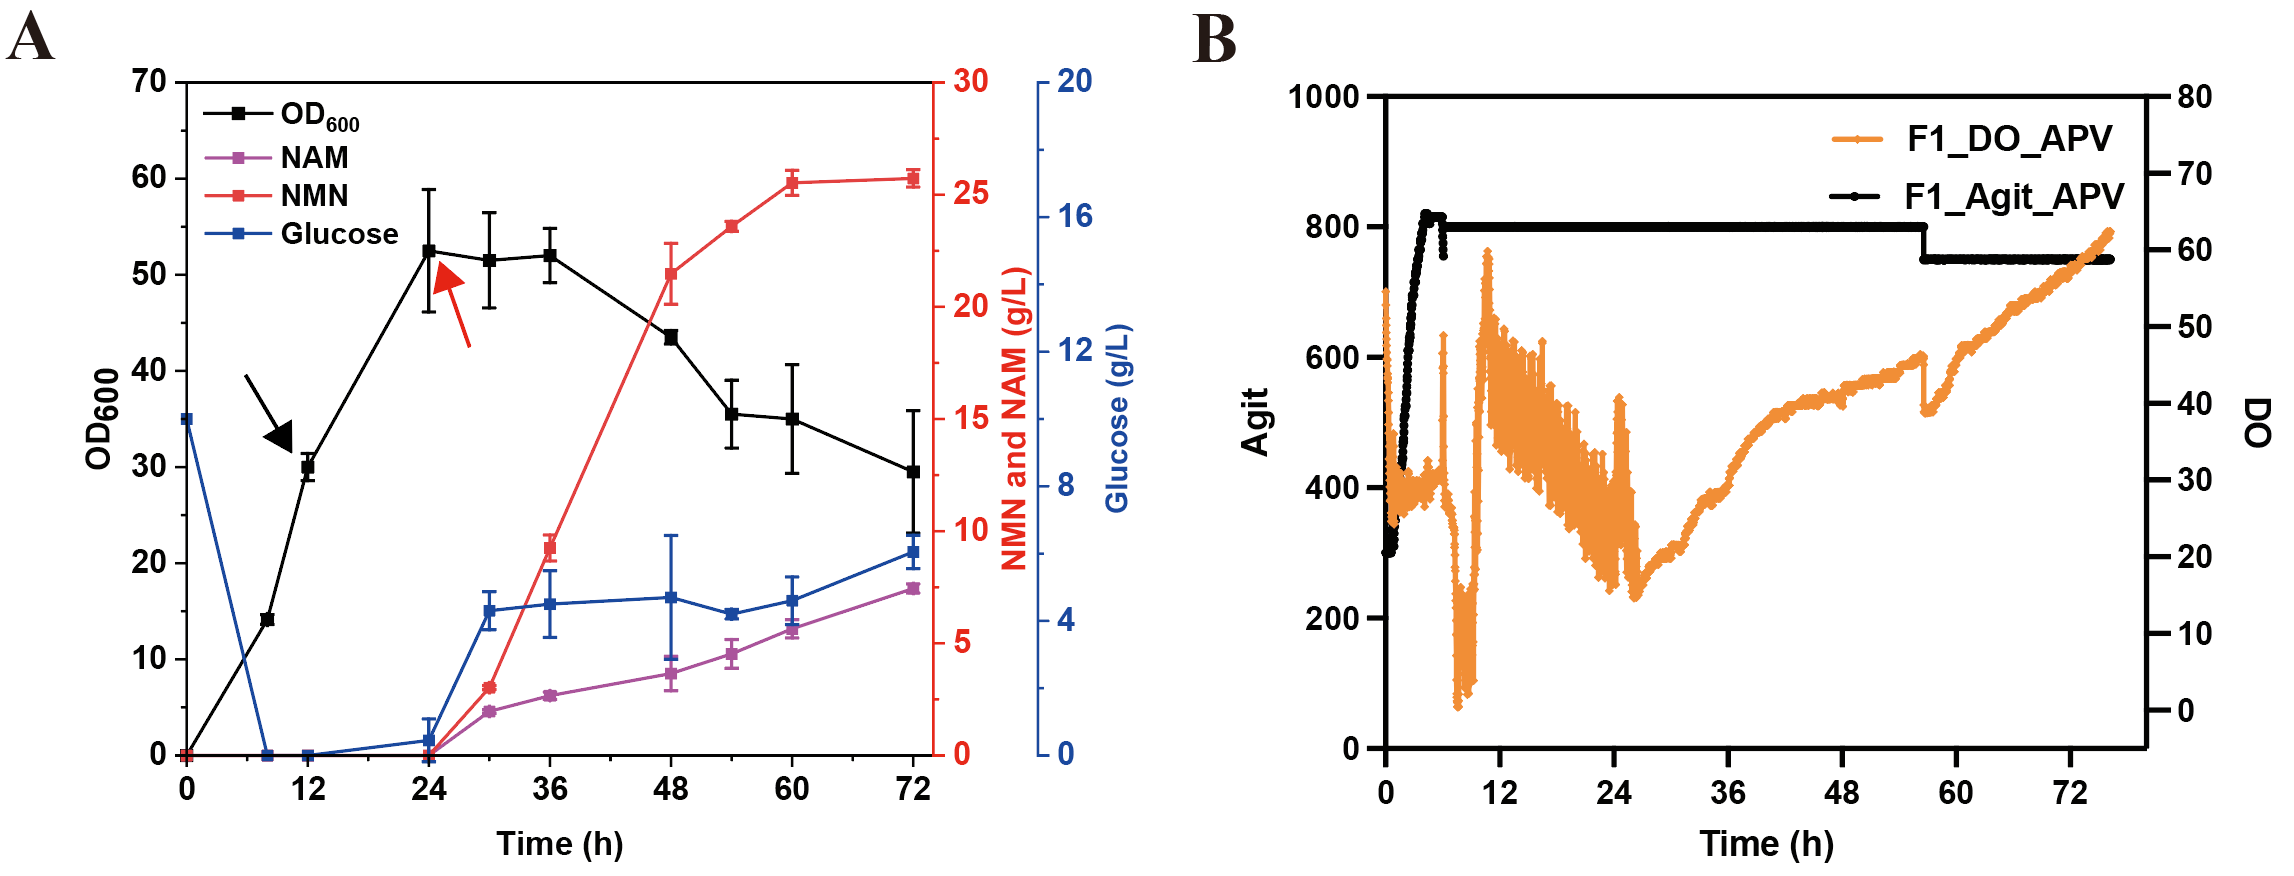 A
70
60
50
40
30
20
10
0
OD600
OD600
NAM
NMN
Glucose
0 12 24 36 48 60 72
Time (h)
30
25
20
15
10
5
0
NMN and NAM (g/L)
20
16
12
8
4
0
Glucose (g/L)
B
1000
800
600
400
200
0
Agit
F1_DO_APV
F1_Agit_APV
0 12 24 36 48 60 72
Time (h)
80
70
60
50
40
30
20
10
0
DO